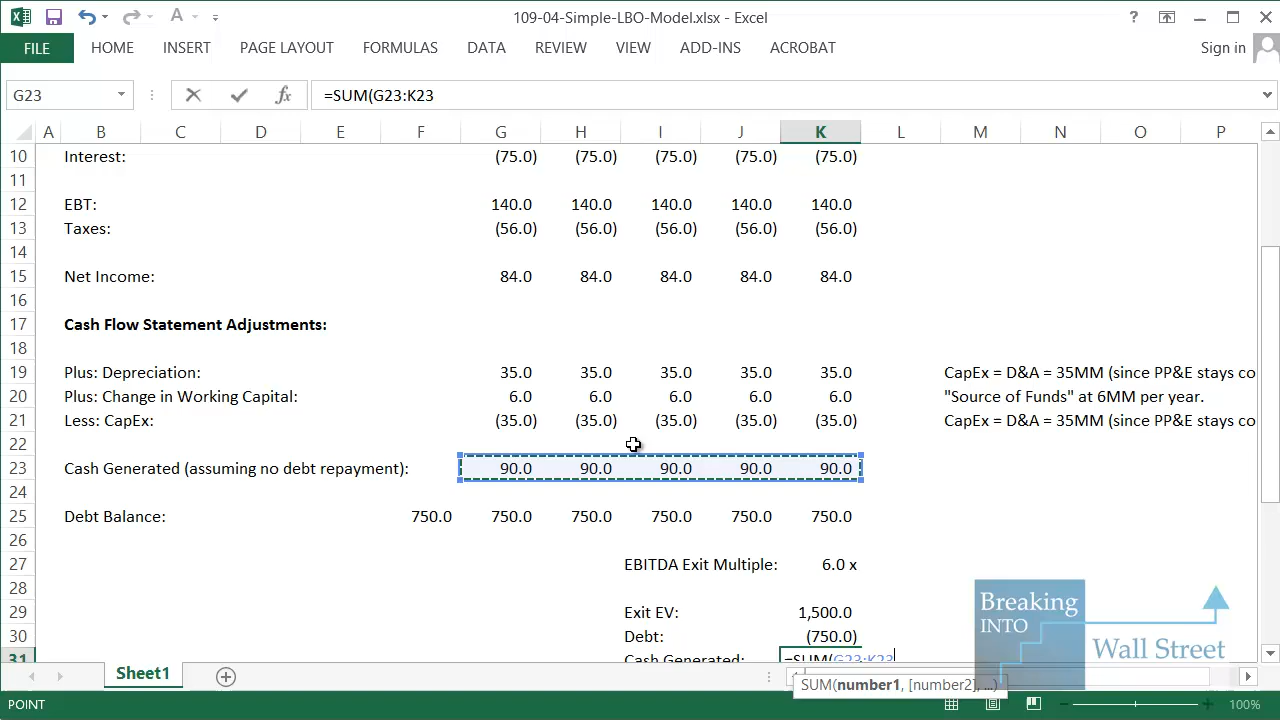 109-04-Simple-LBO-Model.xlsx - Excel
FILE HOME INSERT PAGE LAYOUT FORMULAS DATA REVIEW VIEW ADD-INS ACROBAT Sign in
G23 fx =SUM(G23:K23
A B C D E F G H I J K L M N O P
10 Interest: (75.0) (75.0) (75.0) (75.0) (75.0)
11
12 EBT: 140.0 140.0 140.0 140.0 140.0
13 Taxes: (56.0) (56.0) (56.0) (56.0) (56.0)
14
15 Net Income: 84.0 84.0 84.0 84.0 84.0
16
17 Cash Flow Statement Adjustments:
18
19 Plus: Depreciation: 35.0 35.0 35.0 35.0 35.0 CapEx = D&A = 35MM (since PP&E stays co
20 Plus: Change in Working Capital: 6.0 6.0 6.0 6.0 6.0 "Source of Funds" at 6MM per year.
21 Less: CapEx: (35.0) (35.0) (35.0) (35.0) (35.0) CapEx = D&A = 35MM (since PP&E stays co
22
23 Cash Generated (assuming no debt repayment): 90.0 90.0 90.0 90.0 90.0
24
25 Debt Balance: 750.0 750.0 750.0 750.0 750.0 750.0
26
27 EBITDA Exit Multiple: 6.0 x
28
29 Exit EV: 1,500.0
30 Debt: (750.0)
31 Cash Generated: =SUM(G23:K23
SUM(number1, [number2], ...)
Breaking
INTO
Wall Street
Sheet1
POINT 100%